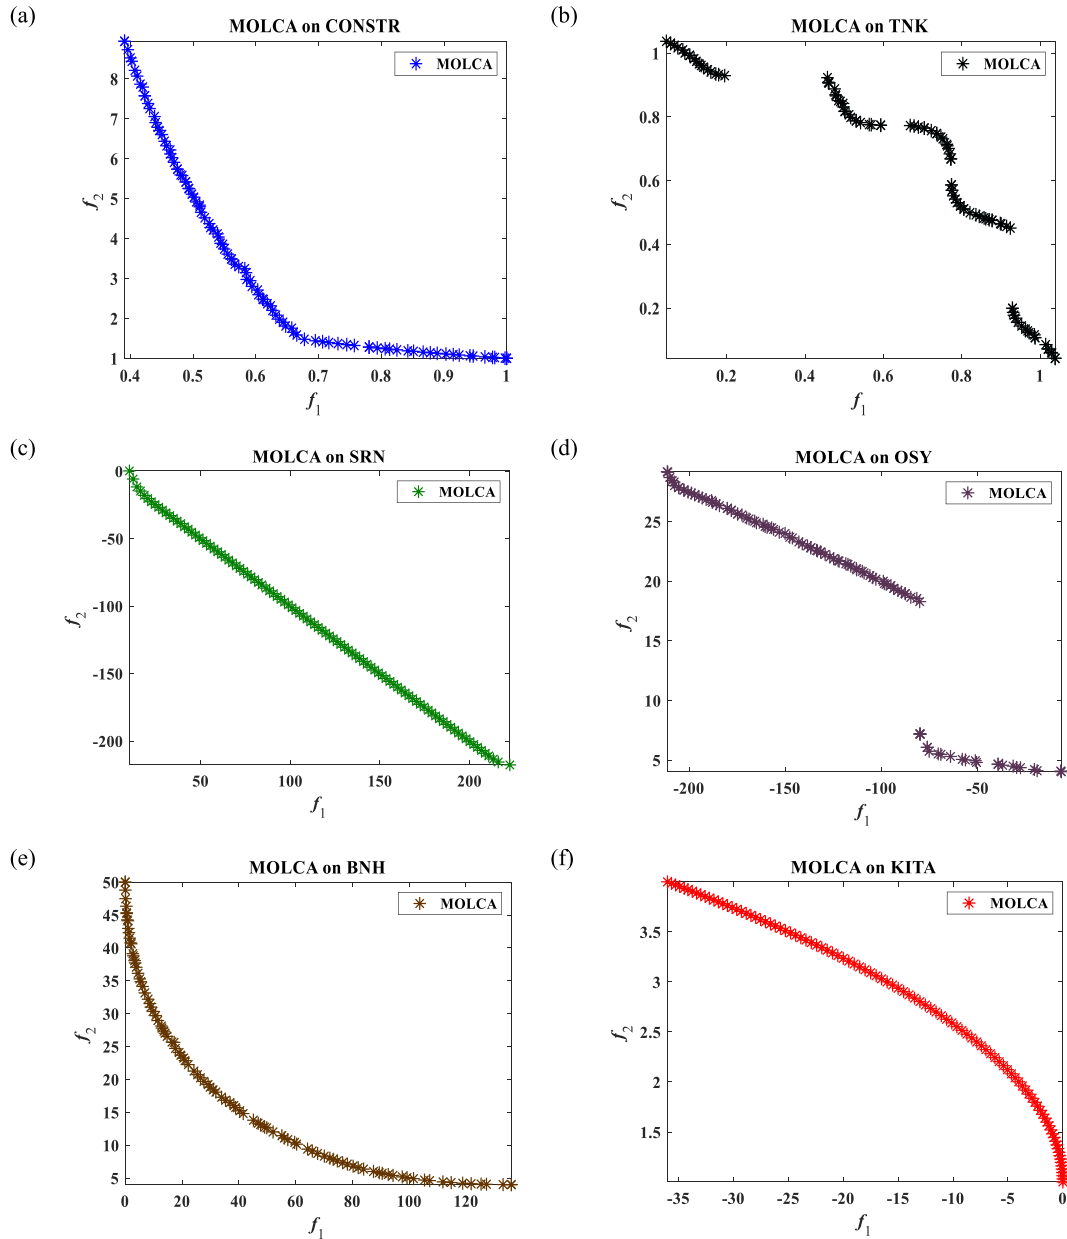 (a)
MOLCA on CONSTR
MOLCA
8
7
6
5
4
3
2
1
0.4 0.5 0.6 0.7 0.8 0.9 1
f1
f2
(b)
MOLCA on TNK
MOLCA
1
0.8
0.6
0.4
0.2
0.2 0.4 0.6 0.8 1
f1
f2
(c)
MOLCA on SRN
MOLCA
0
-50
-100
-150
-200
50 100 150 200
f1
f2
(d)
MOLCA on OSY
MOLCA
25
20
15
10
5
-200 -150 -100 -50
f1
f2
(e)
MOLCA on BNH
MOLCA
50
45
40
35
30
25
20
15
10
5
0 20 40 60 80 100 120
f1
f2
(f)
MOLCA on KITA
MOLCA
3.5
3
2.5
2
1.5
-35 -30 -25 -20 -15 -10 -5 0
f1
f2